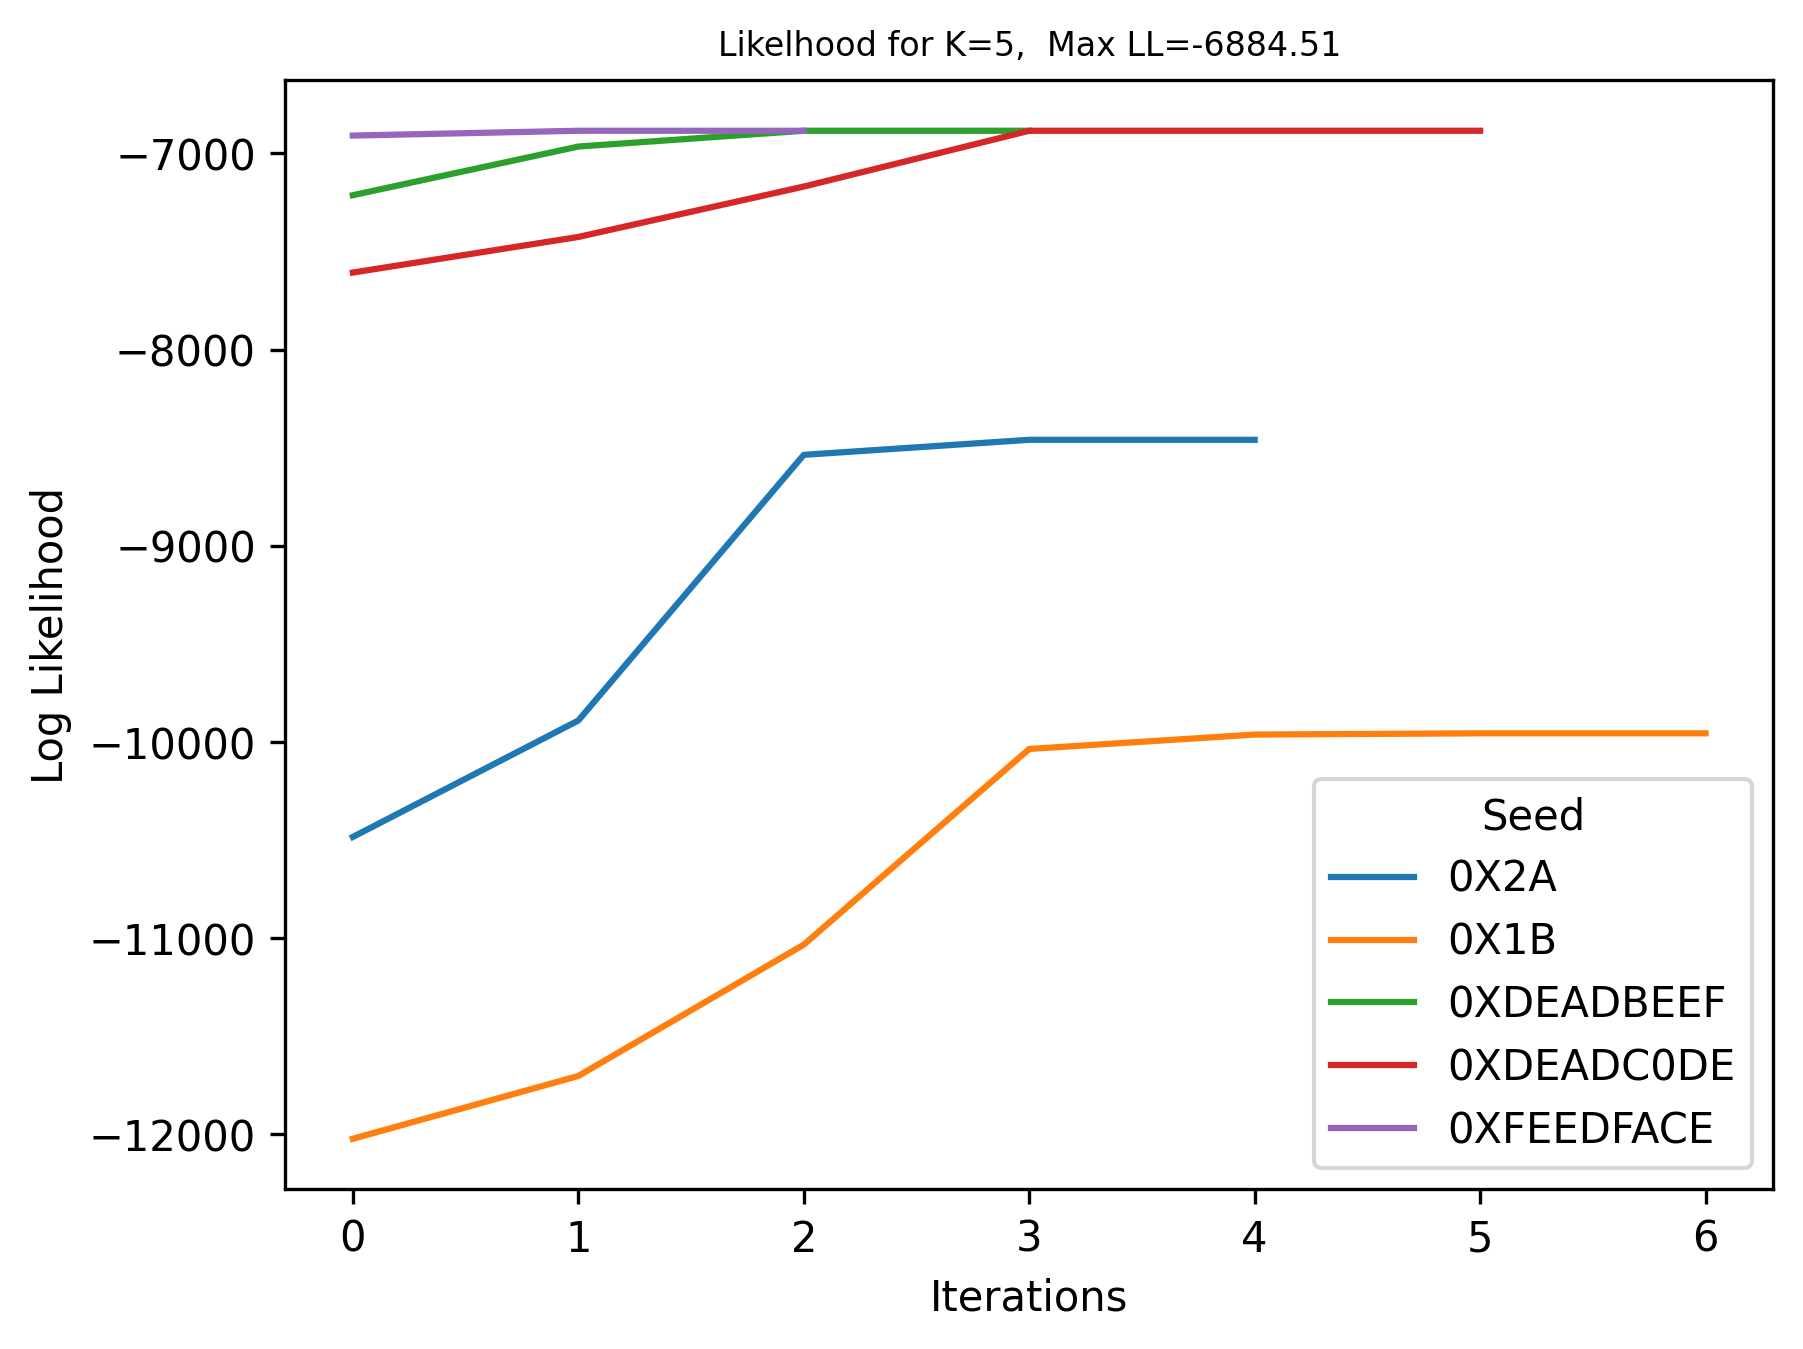 Likelhood for K=5,  Max LL=-6884.51
Log Likelihood
−7000
−8000
−9000
−10000
−11000
−12000
Seed
0X2A
0X1B
0XDEADBEEF
0XDEADC0DE
0XFEEDFACE
0 1 2 3 4 5 6
Iterations